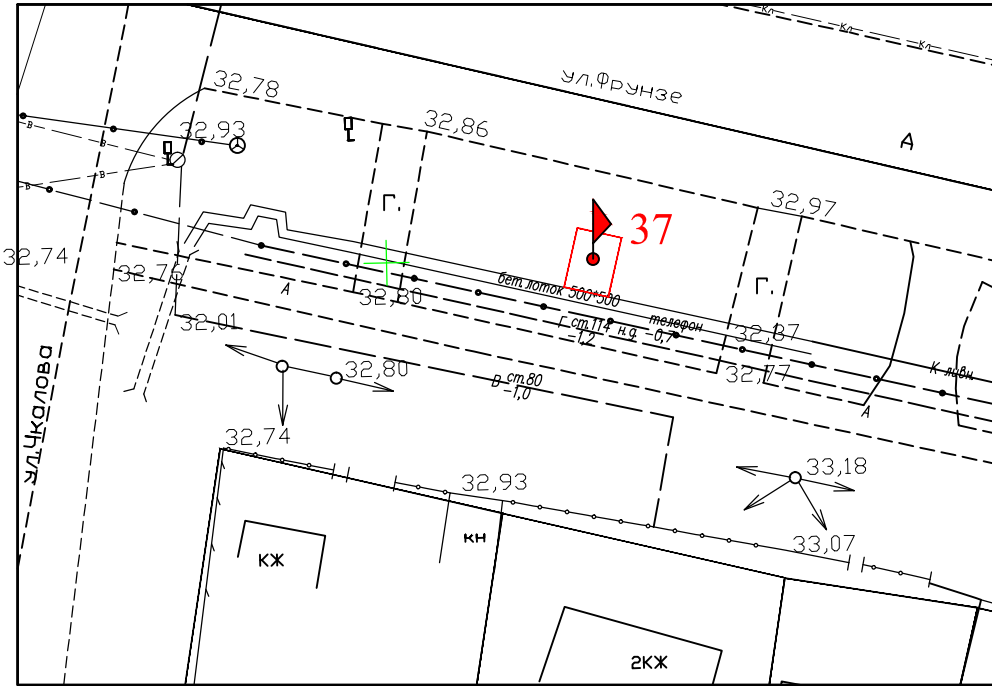 Кл
Кл
Кл
ул.Фрунзе
32,78
32,86
32,93
А
В
В
В
В
Г.
32,97
37
32,74
32,76
А
32,80
бет. лоток 500*500
Г.
32,01
Г ст.114 н.д. -0,7
-1,2
телефон
32,87
32,77
32,80
В ст.80
-1,0
К ливн.
А
ул.Чкалова
32,74
32,93
33,18
33,07
КЖ
кн
2КЖ